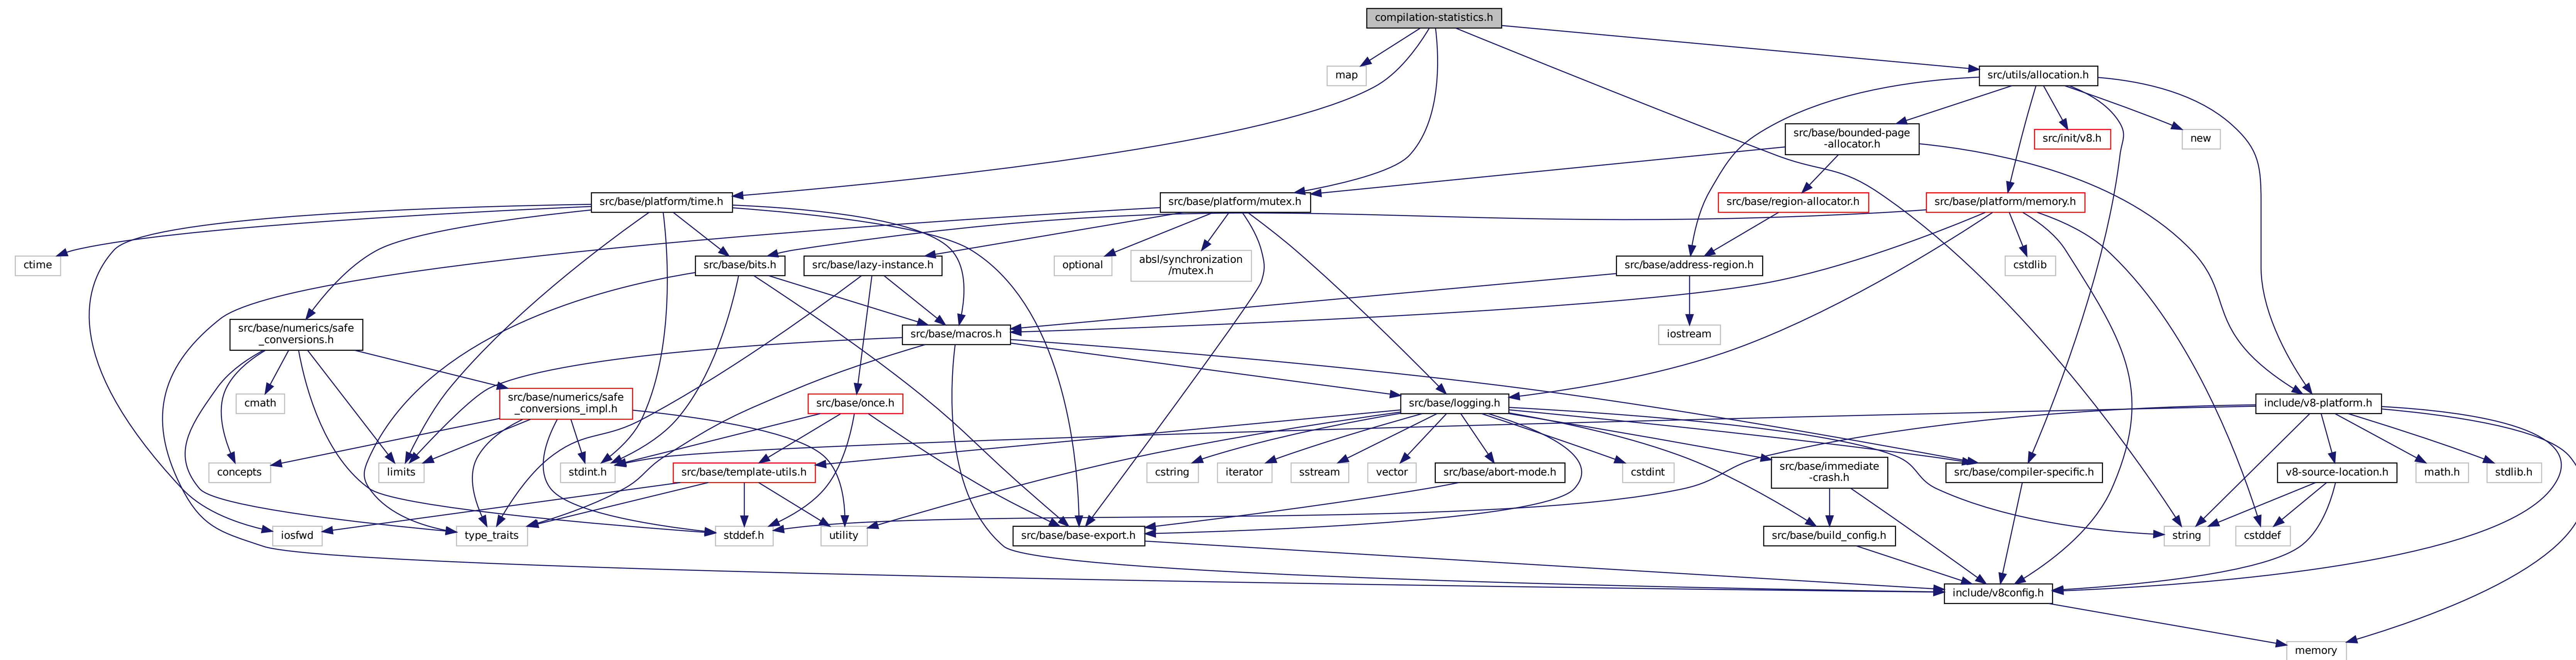 compilation-statistics.h
map
src/utils/allocation.h
src/base/bounded-page
-allocator.h
src/init/v8.h
new
src/base/platform/time.h
src/base/platform/mutex.h
src/base/region-allocator.h
src/base/platform/memory.h
ctime
src/base/bits.h
src/base/lazy-instance.h
optional
absl/synchronization
/mutex.h
src/base/address-region.h
cstdlib
src/base/numerics/safe
_conversions.h
src/base/macros.h
iostream
cmath
src/base/numerics/safe
_conversions_impl.h
src/base/once.h
src/base/logging.h
include/v8-platform.h
concepts
limits
stdint.h
src/base/template-utils.h
cstring
iterator
sstream
vector
src/base/abort-mode.h
cstdint
src/base/immediate
-crash.h
src/base/compiler-specific.h
v8-source-location.h
math.h
stdlib.h
iosfwd
type_traits
stddef.h
utility
src/base/base-export.h
src/base/build_config.h
string
cstddef
include/v8config.h
memory